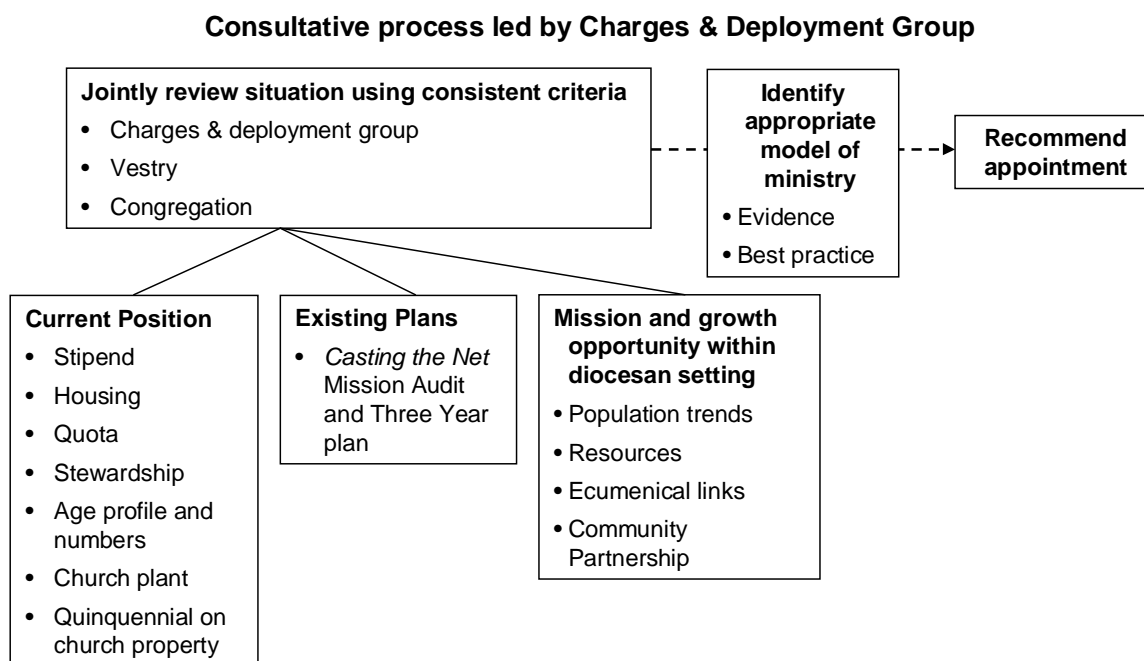 Consultative process led by Charges & Deployment Group
Jointly review situation using consistent criteria
• Charges & deployment group
• Vestry
• Congregation
Identify
appropriate
model of
ministry
• Evidence
• Best practice
Recommend
appointment
Current Position
• Stipend
• Housing
• Quota
• Stewardship
• Age profile and
numbers
• Church plant
• Quinquennial on
church property
Existing Plans
• Casting the Net
Mission Audit
and Three Year
plan
Mission and growth
opportunity within
diocesan setting
• Population trends
• Resources
• Ecumenical links
• Community
Partnership